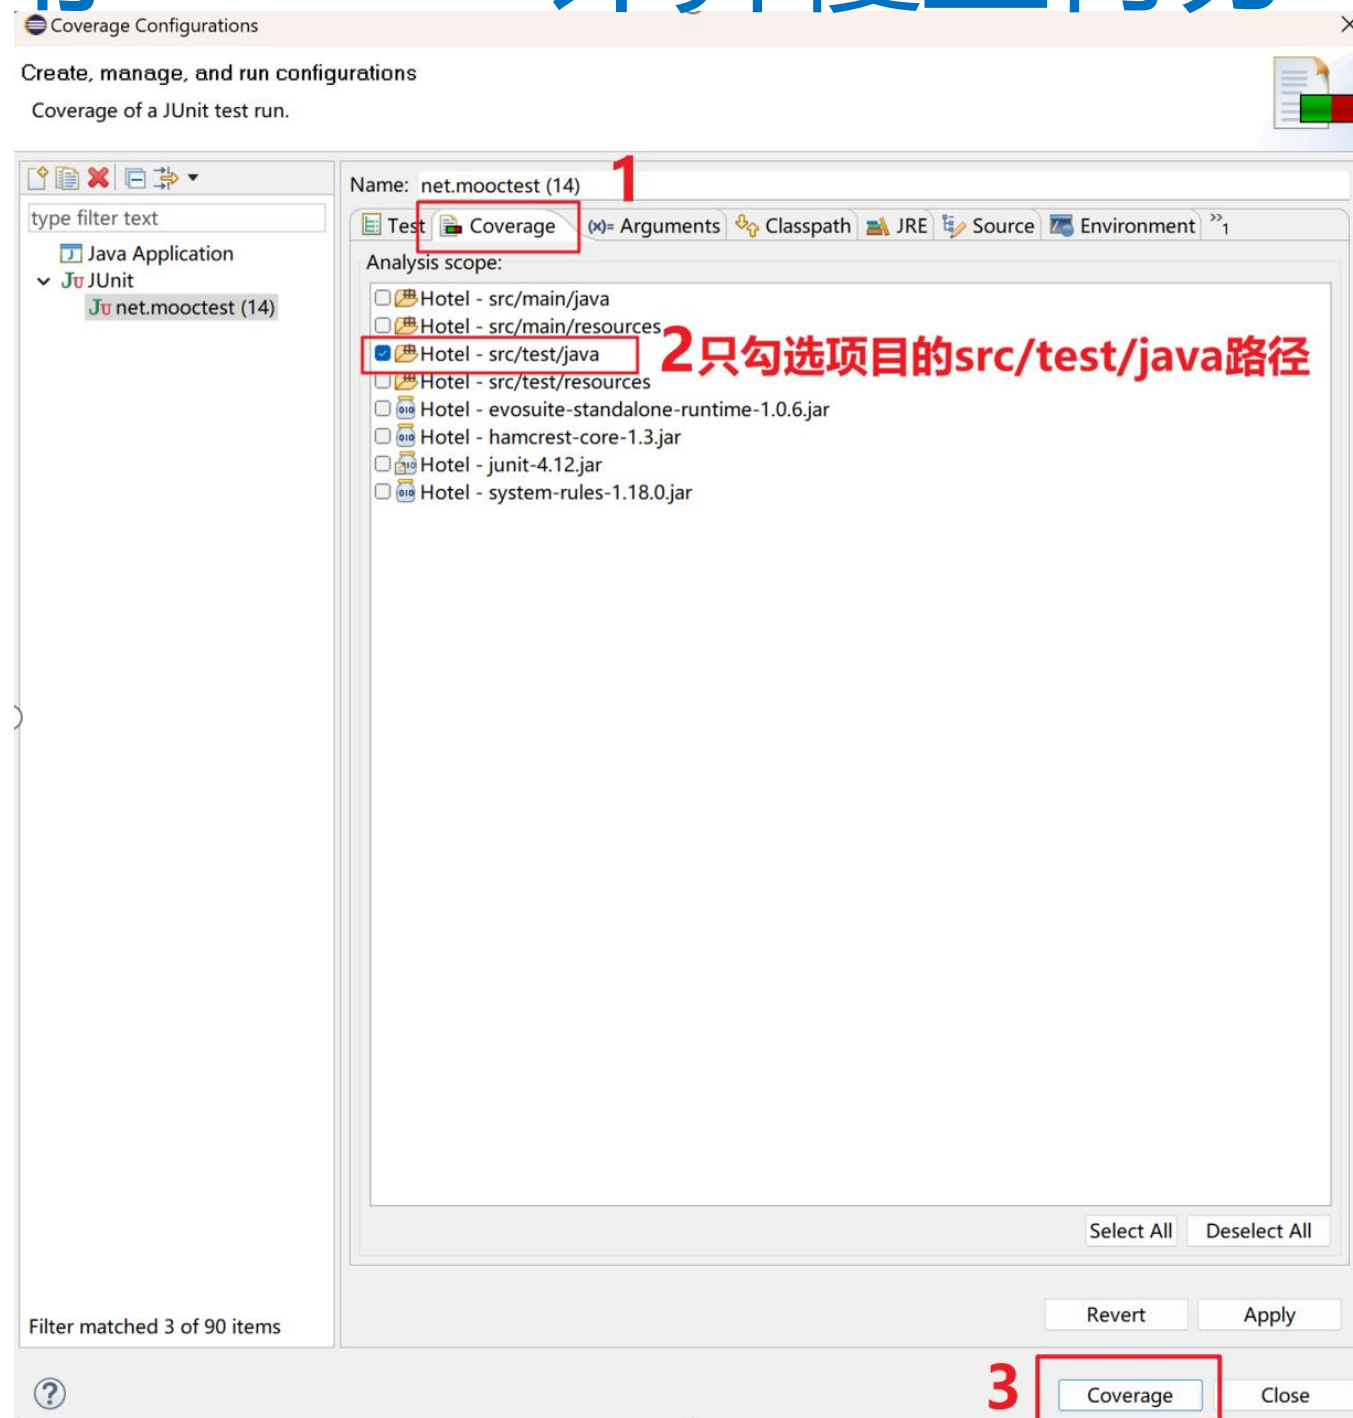 Coverage Configurations
Create, manage, and run configurations
Coverage of a JUnit test run.
type filter text
Java Application
JUnit
net.mooctest (14)
Filter matched 3 of 90 items
1
Name: net.mooctest (14)
Test Coverage (x)= Arguments Classpath JRE Source Environment »1
Analysis scope:
Hotel - src/main/java
Hotel - src/main/resources
Hotel - src/test/java
2只勾选项目的src/test/java路径
Hotel - src/test/resources
Hotel - evosuite-standalone-runtime-1.0.6.jar
Hotel - hamcrest-core-1.3.jar
Hotel - junit-4.12.jar
Hotel - system-rules-1.18.0.jar
Select All Deselect All
Revert Apply
3
Coverage Close